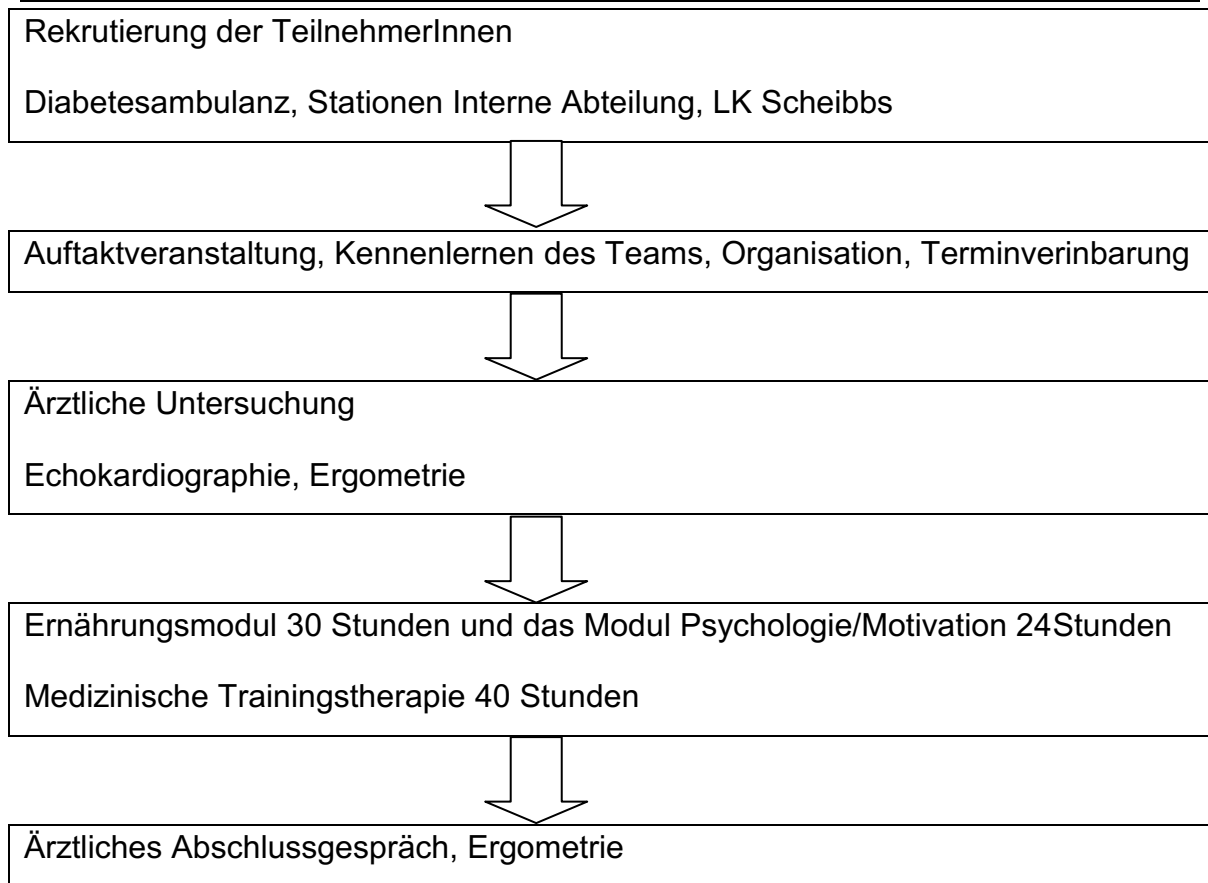 Rekrutierung der TeilnehmerInnen
Diabetesambulanz, Stationen Interne Abteilung, LK Scheibbs
Auftaktveranstaltung, Kennenlernen des Teams, Organisation, Terminverinbarung
Ärztliche Untersuchung
Echokardiographie, Ergometrie
Ernährungsmodul 30 Stunden und das Modul Psychologie/Motivation 24Stunden
Medizinische Trainingstherapie 40 Stunden
Ärztliches Abschlussgespräch, Ergometrie